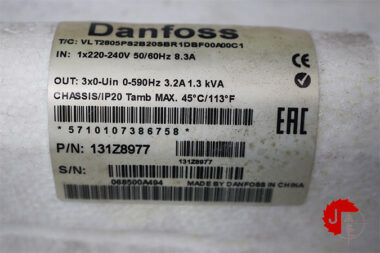 Danfoss
T/C: VLT2805PS2B20SBR1DBF00A00C1
IN: 1x220-240V 50/60Hz 8.3A
OUT: 3x0-Uin 0-590Hz 3.2A 1.3 kVA
CHASSIS/IP20 Tamb MAX. 45°C/113°F
* 5710107386758 *
EAC
P/N: 131Z8977
131Z8977
S/N:
068500A494 MADE BY DANFOSS IN CHINA